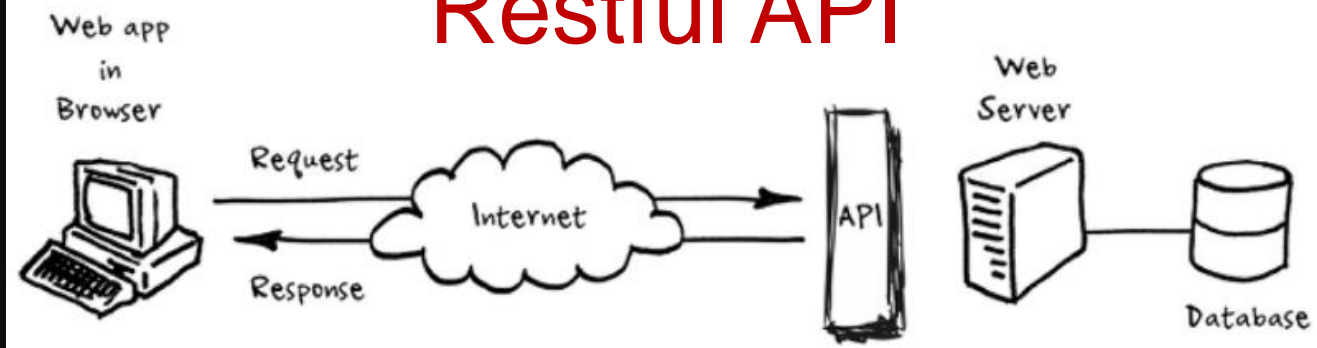 Restful API
Web app
in
Browser
Request
Internet
Response
API
Web
Server
Database